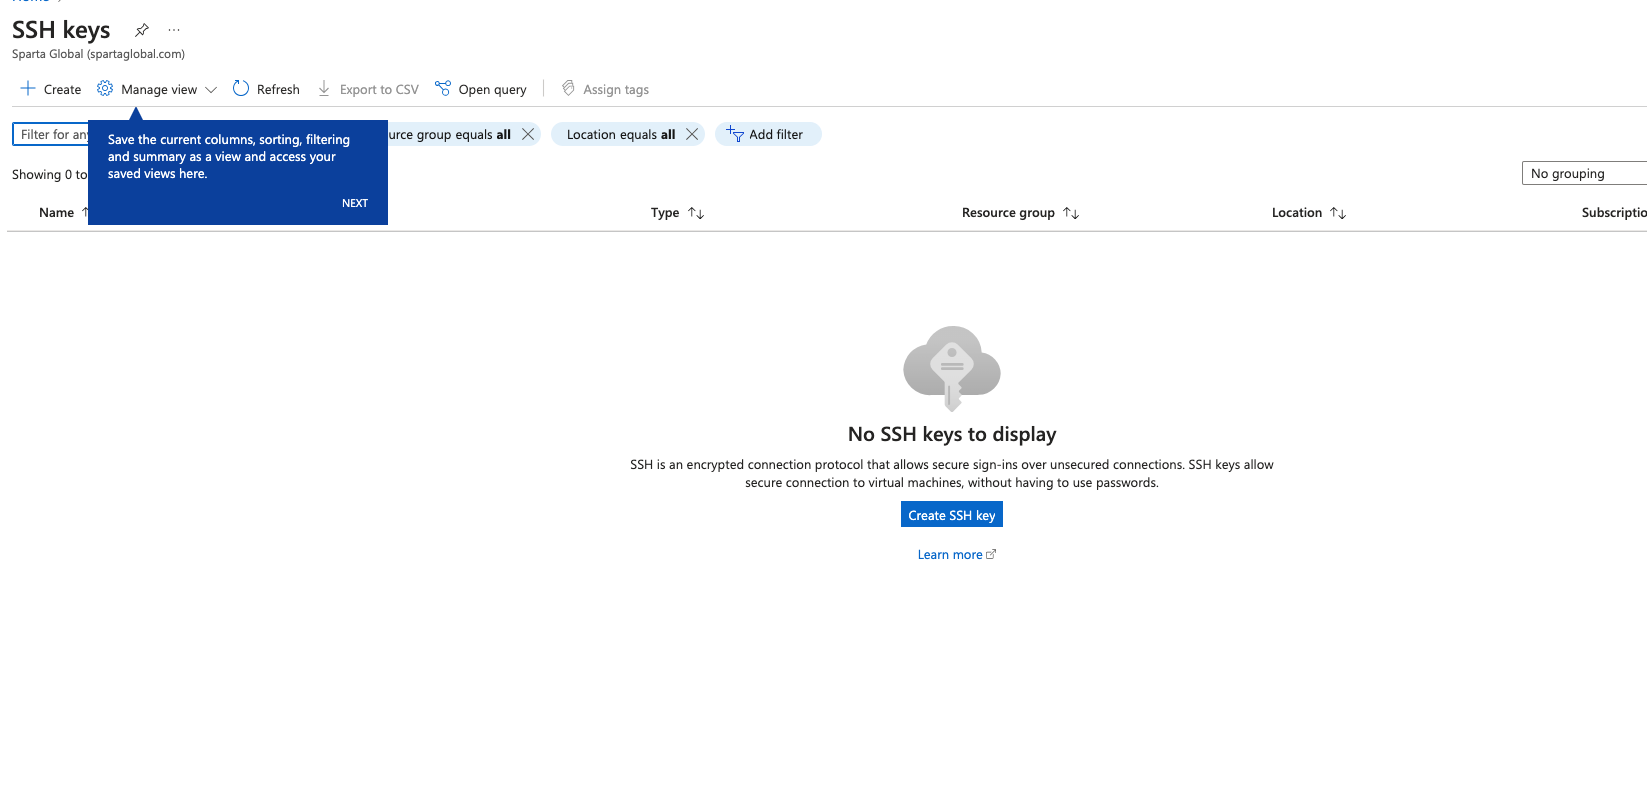 SSH keys
Sparta Global (spartaglobal.com)
Create Manage view Refresh Export to CSV Open query Assign tags
Filter for any urce group equals all Location equals all Add filter
Save the current columns, sorting, filtering
and summary as a view and access your
saved views here.
NEXT
Showing 0 to
No grouping
Name Type Resource group Location Subscriptio
No SSH keys to display
SSH is an encrypted connection protocol that allows secure sign-ins over unsecured connections. SSH keys allow
secure connection to virtual machines, without having to use passwords.
Create SSH key
Learn more